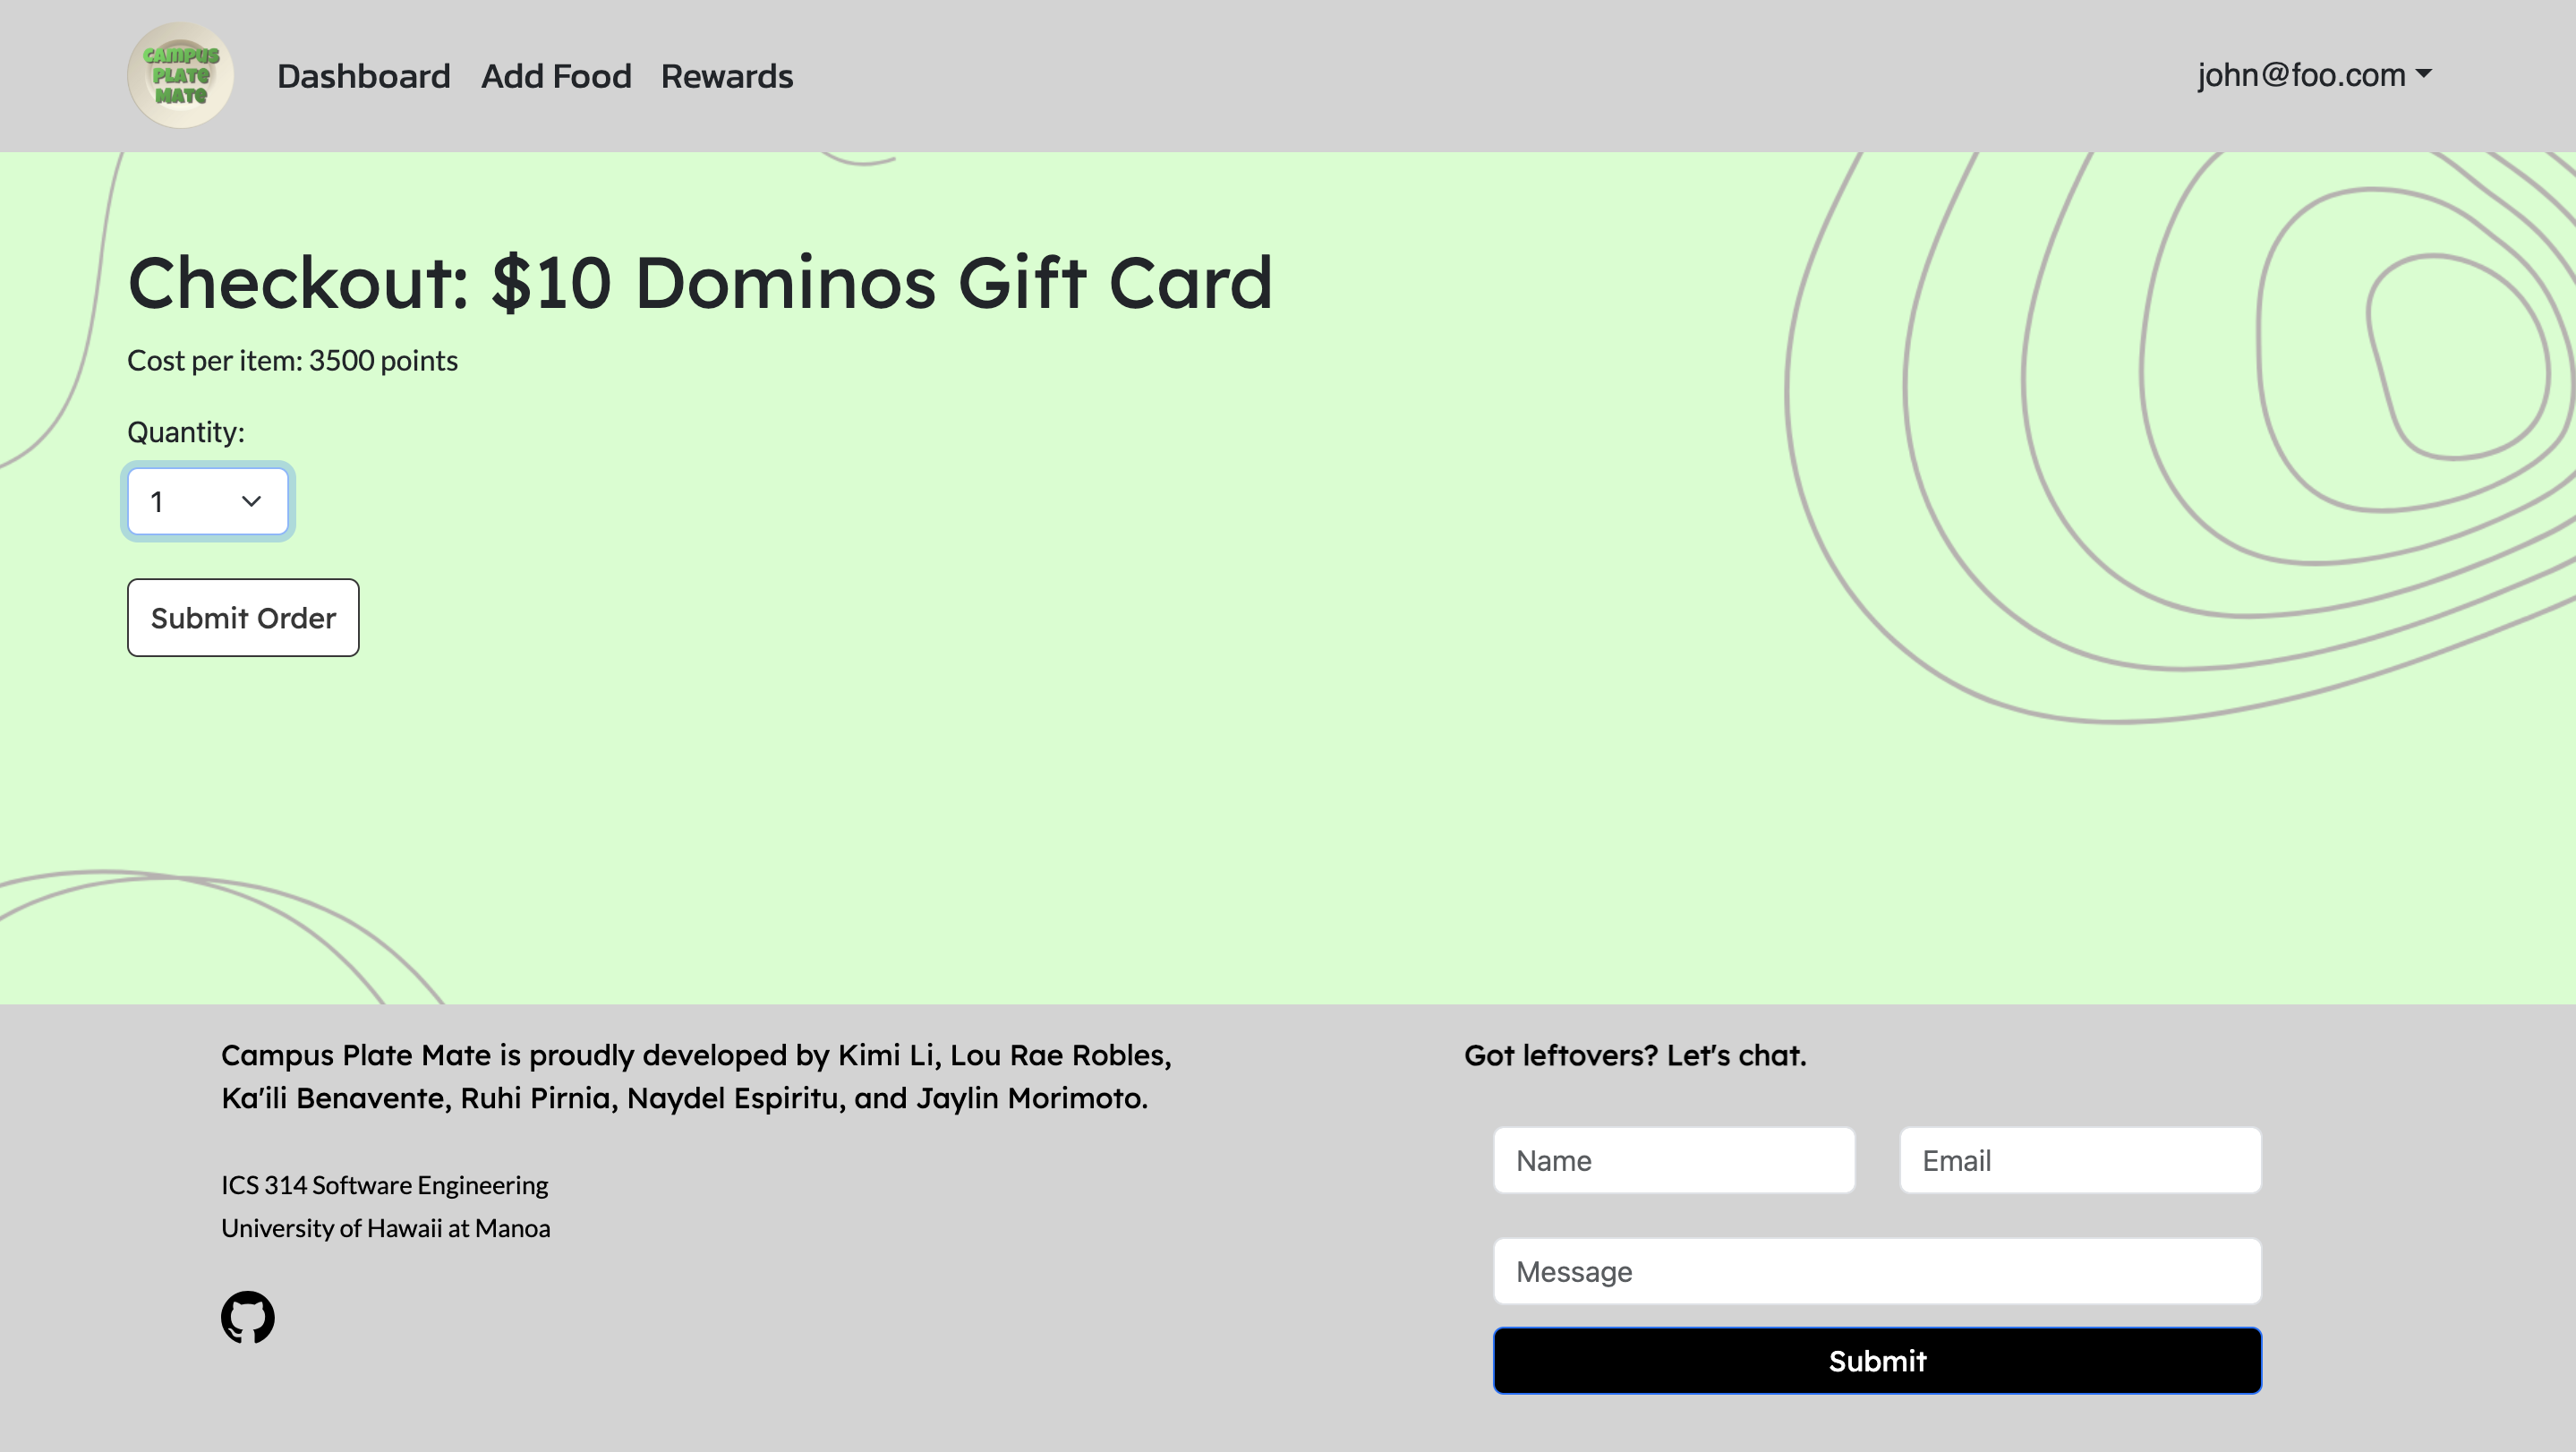 CAMPUS
PLATE
MATE
Dashboard Add Food Rewards
john@foo.com
Checkout: $10 Dominos Gift Card
Cost per item: 3500 points
Quantity:
1
Submit Order
Campus Plate Mate is proudly developed by Kimi Li, Lou Rae Robles,
Ka'ili Benavente, Ruhi Pirnia, Naydel Espiritu, and Jaylin Morimoto.
ICS 314 Software Engineering
University of Hawaii at Manoa
Got leftovers? Let's chat.
Name Email
Message
Submit